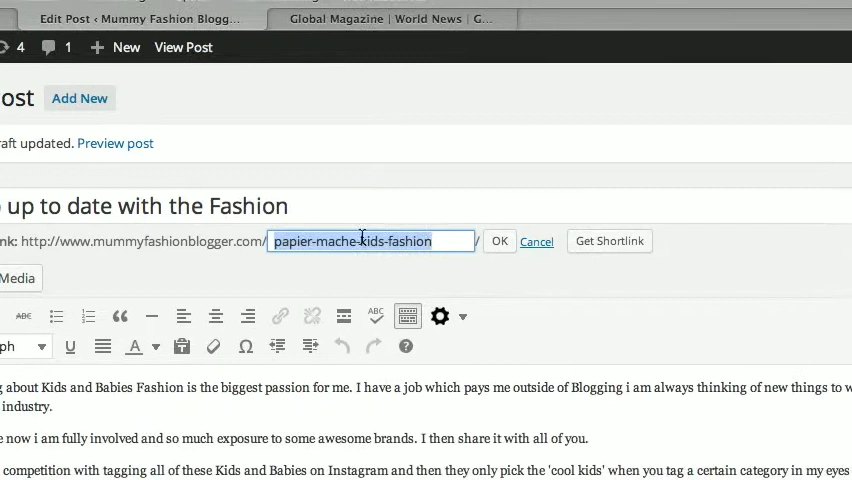 Edit Post ‹ Mummy Fashion Blogg...
Global Magazine | World News | G...
4 1 + New View Post
ost Add New
raft updated. Preview post
up to date with the Fashion
nk: http://www.mummyfashionblogger.com/papier-mache-kids-fashion/ OK Cancel Get Shortlink
Media
ABC ABC
ph U A Ω ?
g about Kids and Babies Fashion is the biggest passion for me. I have a job which pays me outside of Blogging i am always thinking of new things to w
industry.
e now i am fully involved and so much exposure to some awesome brands. I then share it with all of you.
competition with tagging all of these Kids and Babies on Instagram and then they only pick the 'cool kids' when you tag a certain category in my eyes